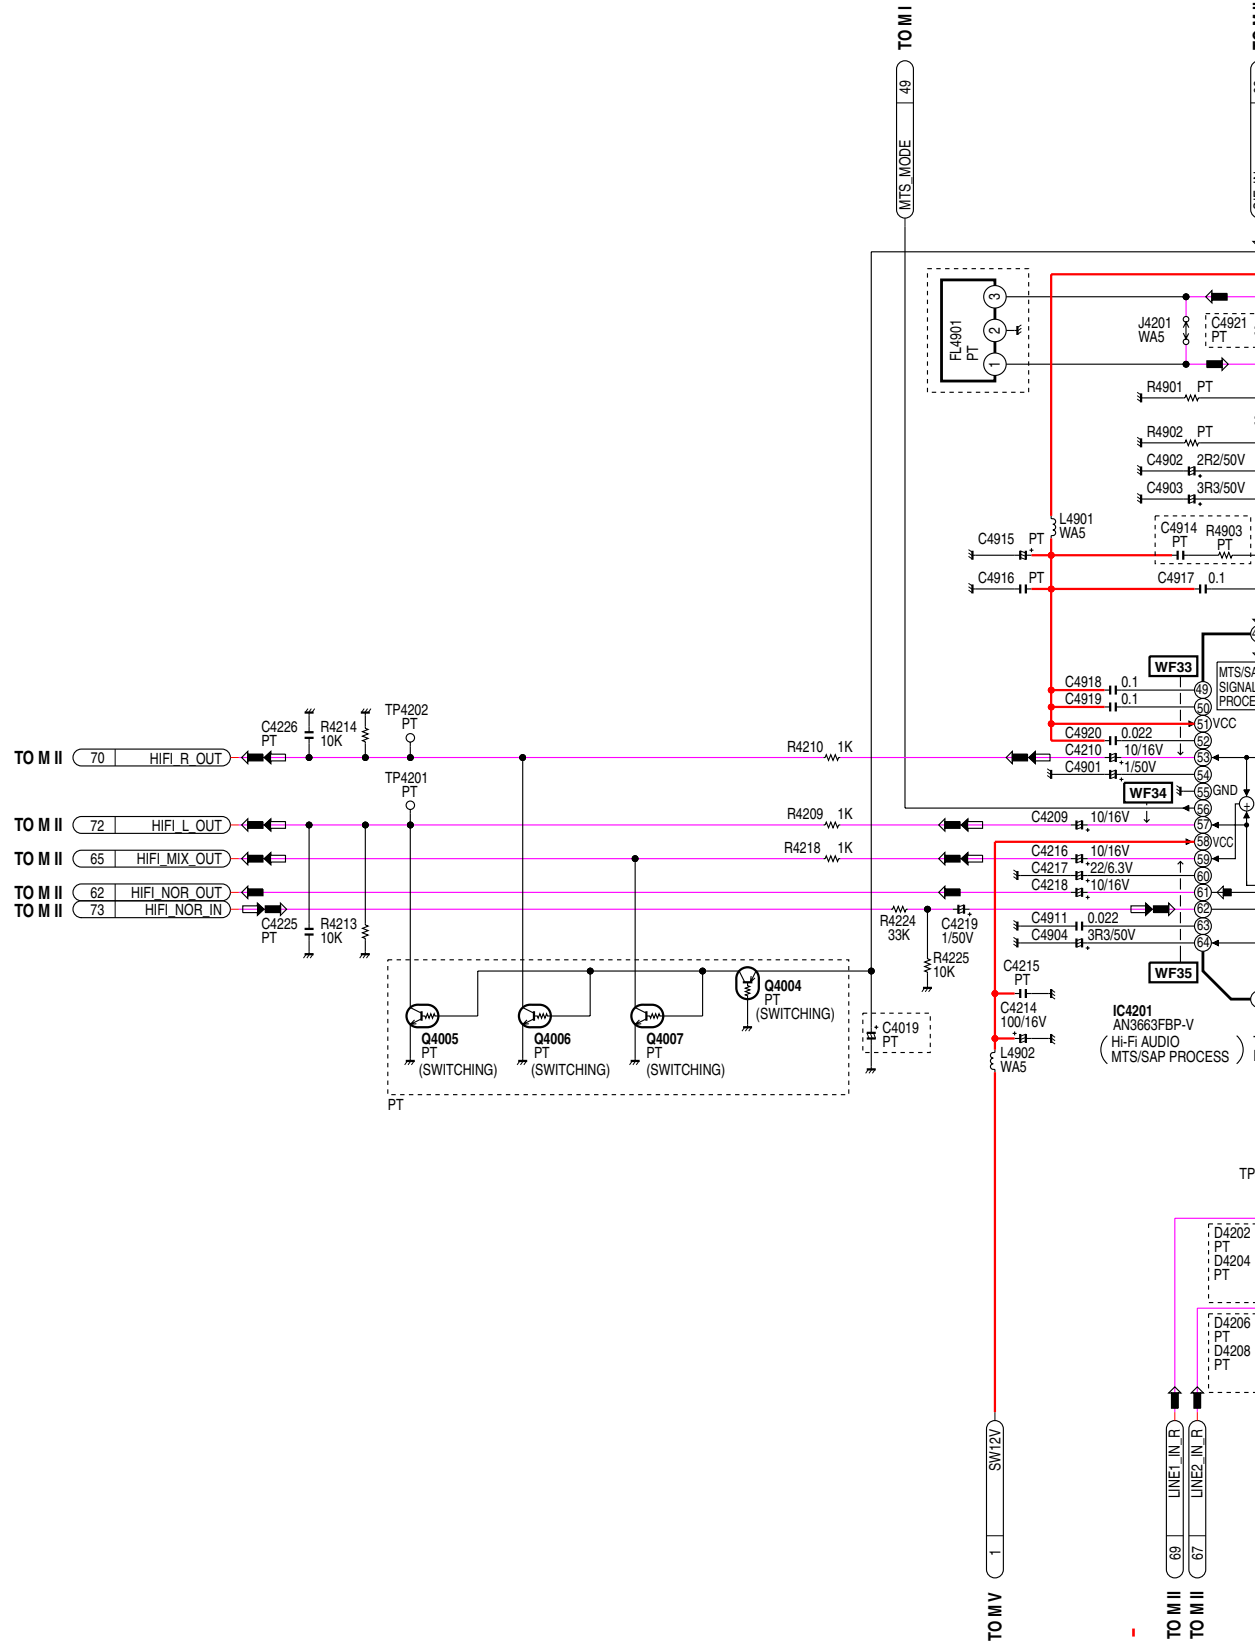 TO M I
49
MTS_MODE
3
2
1
FL4901
PT
J4201
WA5
C4921
PT
R4901 PT
R4902 PT
C4902 2R2/50V
C4903 3R3/50V
L4901
WA5
C4915 PT
C4914
PT
R4903
PT
C4916 PT
C4917 0.1
WF33
C4918 0.1
C4919 0.1
C4920 0.022
C4210 10/16V
C4901 1/50V
WF34
C4209 10/16V
C4216 10/16V
C4217 22/6.3V
C4218 10/16V
C4911 0.022
C4904 3R3/50V
WF35
49
50
51 VCC
52
53
54
55 GND
56
57
58 VCC
59
60
61
62
63
64
IC4201
AN3663FBP-V
(Hi-Fi AUDIO
MTS/SAP PROCESS)
TP4202
PT
C4226
PT
R4214
10K
TO M II 70 HIFI_R_OUT
R4210 1K
TP4201
PT
TO M II 72 HIFI_L_OUT
R4209 1K
TO M II 65 HIFI_MIX_OUT
R4218 1K
TO M II 62 HIFI_NOR_OUT
TO M II 73 HIFI_NOR_IN
C4225
PT
R4213
10K
R4224
33K
C4219
1/50V
R4225
10K
C4215
PT
C4214
100/16V
L4902
WA5
Q4004
PT
(SWITCHING)
Q4005
PT
(SWITCHING)
Q4006
PT
(SWITCHING)
Q4007
PT
(SWITCHING)
PT
C4019
PT
TP
D4202
PT
D4204
PT
D4206
PT
D4208
PT
SW12V
1
TO M V
LINE1_IN_R
69
TO M II
LINE2_IN_R
67
TO M II